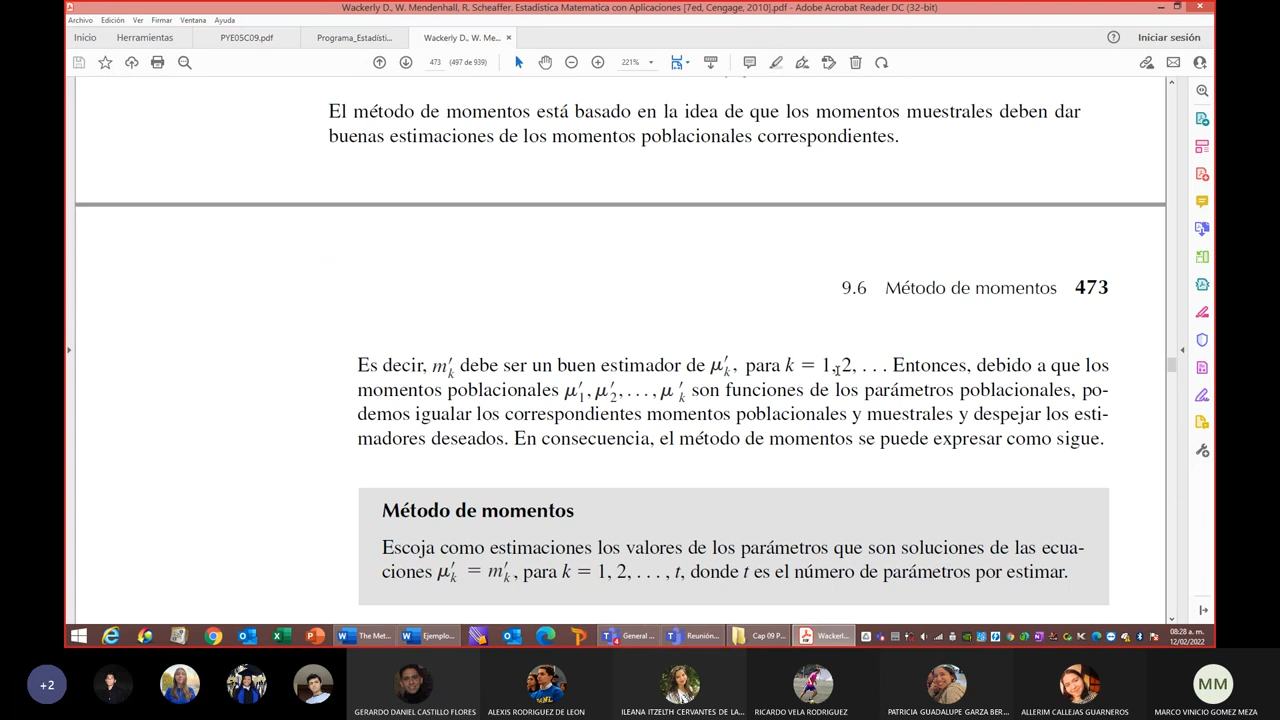 Wackerly D., W. Mendenhall, R. Scheaffer. Estadística Matematica con Aplicaciones [7ed, Cengage, 2010].pdf - Adobe Acrobat Reader DC (32-bit)
Archivo Edición Ver Firmar Ventana Ayuda
Inicio Herramientas PYE05C09.pdf Programa_Estadísti... Wackerly D., W. Me... × Iniciar sesión
473 (497 de 939) 221%
El método de momentos está basado en la idea de que los momentos muestrales deben dar
buenas estimaciones de los momentos poblacionales correspondientes.
9.6 Método de momentos 473
Es decir, m′k debe ser un buen estimador de μ′k, para k = 1, 2, . . . Entonces, debido a que los
momentos poblacionales μ′1, μ′2, . . . , μ′k son funciones de los parámetros poblacionales, po-
demos igualar los correspondientes momentos poblacionales y muestrales y despejar los esti-
madores deseados. En consecuencia, el método de momentos se puede expresar como sigue.
Método de momentos
Escoja como estimaciones los valores de los parámetros que son soluciones de las ecua-
ciones μ′k = m′k, para k = 1, 2, . . . , t, donde t es el número de parámetros por estimar.
The Met... Ejemplo... General ... Reunión... Cap 09 P... Wackerl... 08:28 a. m.
12/02/2022
+2 GERARDO DANIEL CASTILLO FLORES ALEXIS RODRIGUEZ DE LEON ILEANA ITZELTH CERVANTES DE LA... RICARDO VELA RODRIGUEZ PATRICIA GUADALUPE GARZA BER... ALLERIM CALLEJAS GUARNEROS MM MARCO VINICIO GOMEZ MEZA